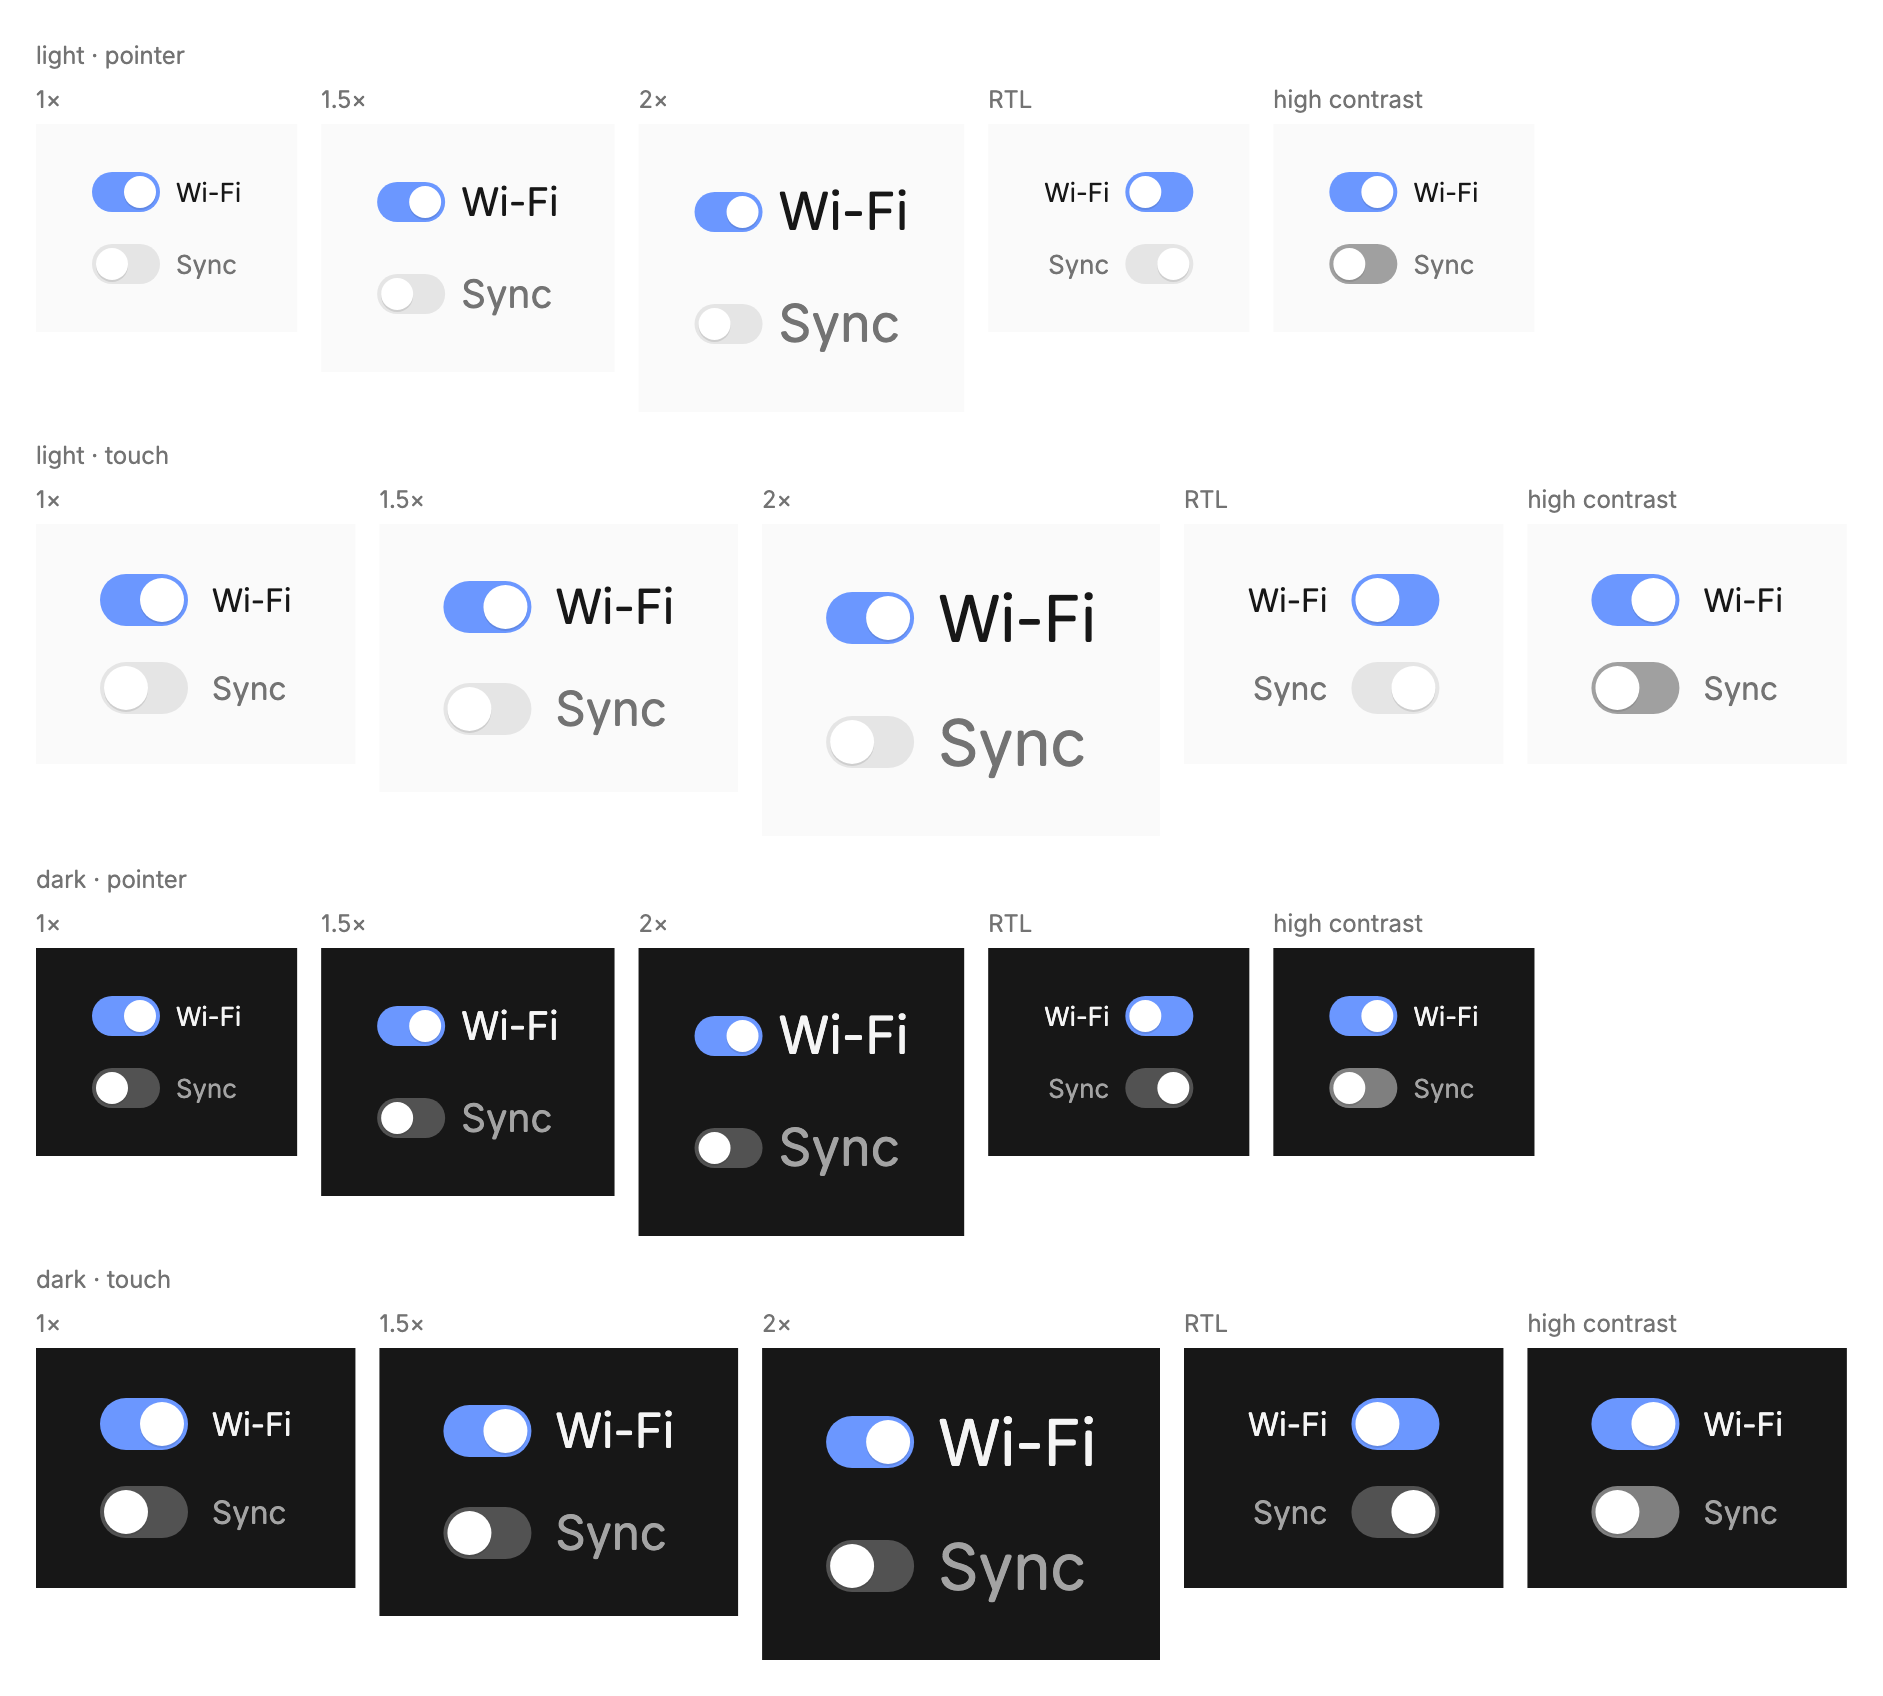 light · pointer
1× 1.5× 2× RTL high contrast
Wi-Fi Wi-Fi Wi-Fi Wi-Fi Wi-Fi
Sync Sync Sync Sync Sync
light · touch
1× 1.5× 2× RTL high contrast
Wi-Fi Wi-Fi Wi-Fi Wi-Fi Wi-Fi
Sync Sync Sync Sync Sync
dark · pointer
1× 1.5× 2× RTL high contrast
Wi-Fi Wi-Fi Wi-Fi Wi-Fi Wi-Fi
Sync Sync Sync Sync Sync
dark · touch
1× 1.5× 2× RTL high contrast
Wi-Fi Wi-Fi Wi-Fi Wi-Fi Wi-Fi
Sync Sync Sync Sync Sync